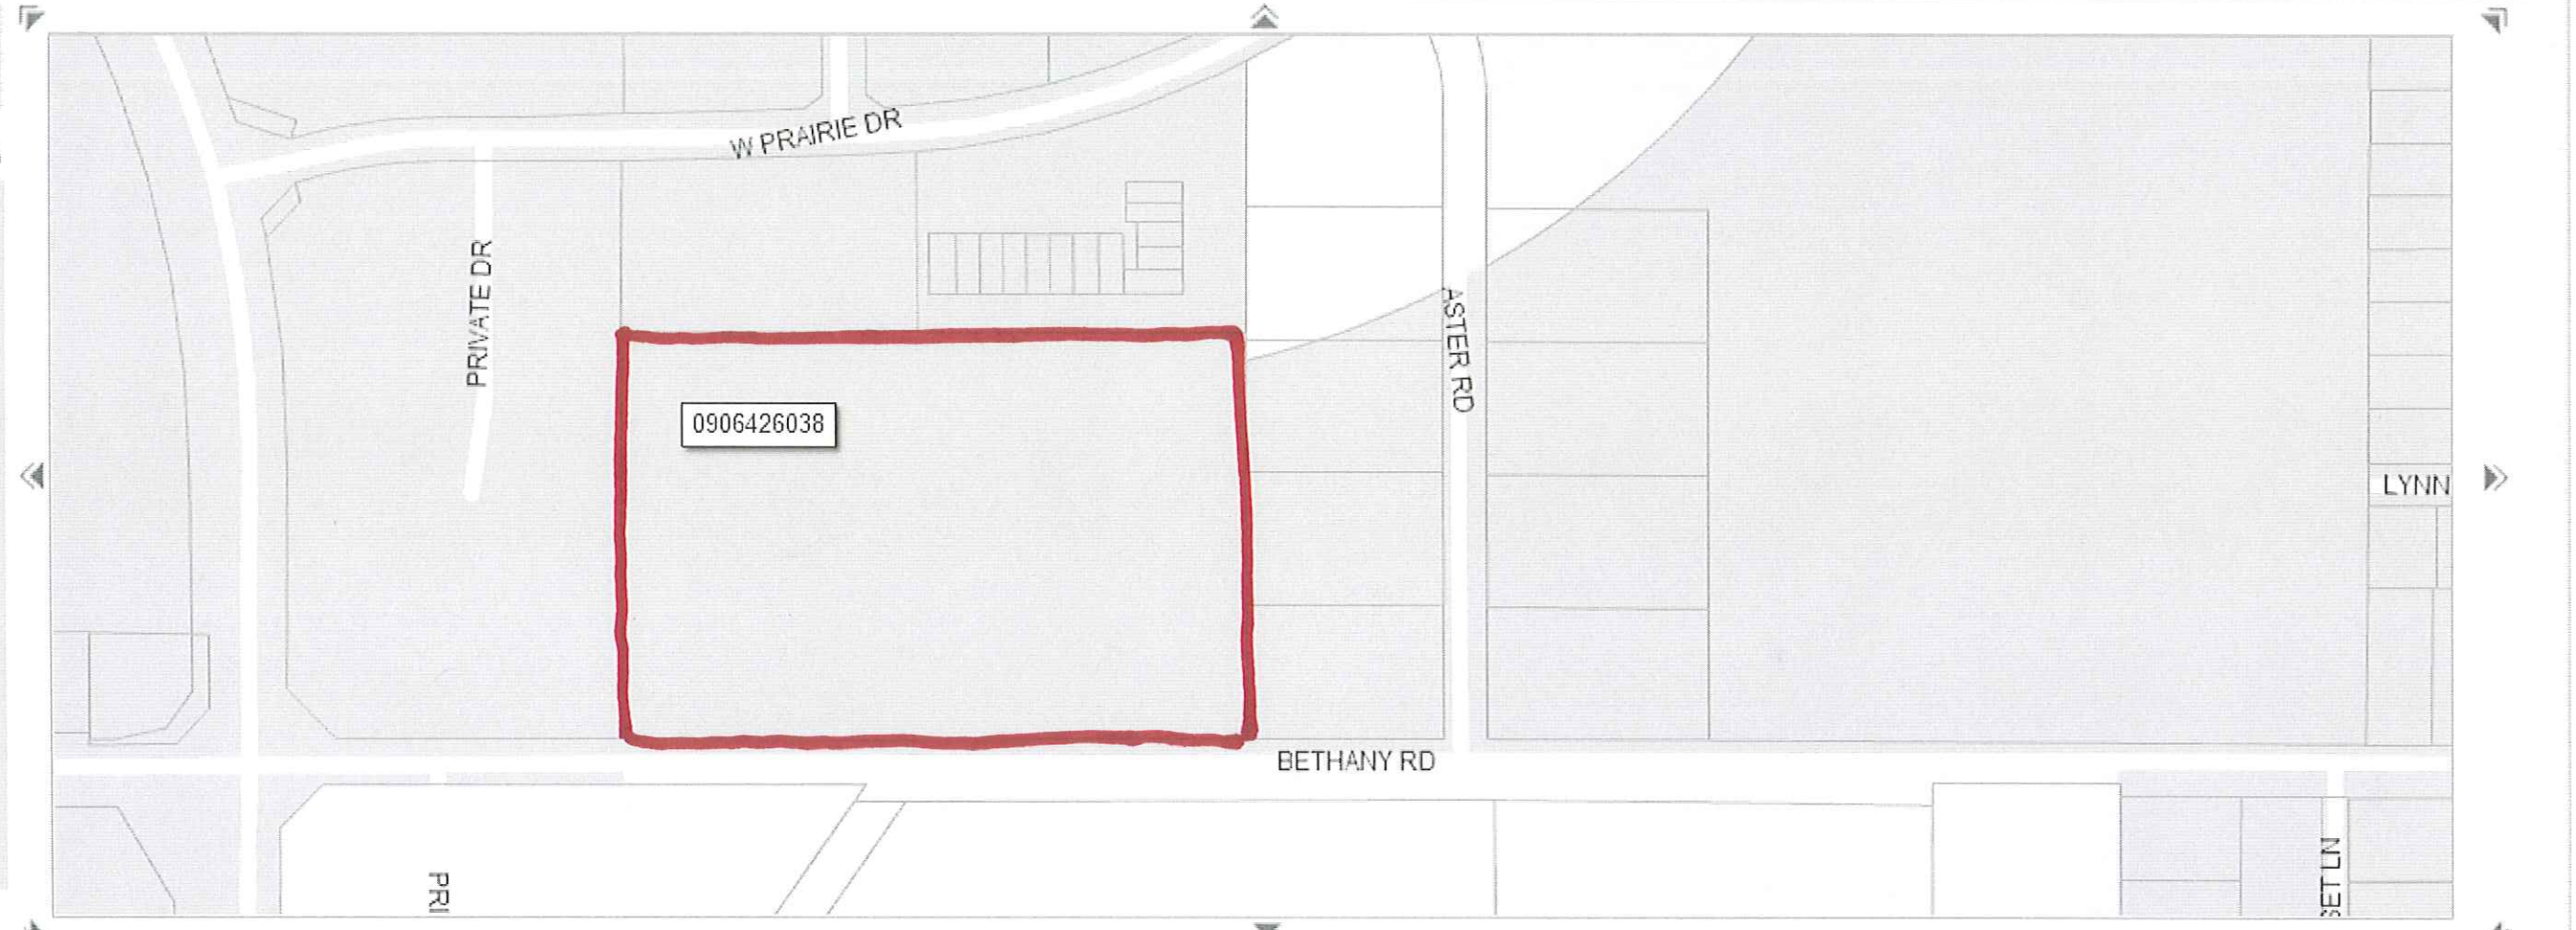 W PRAIRIE DR
PRIVATE DR
ASTER RD
0906426038
LYNN
BETHANY RD
PRI
SET LN